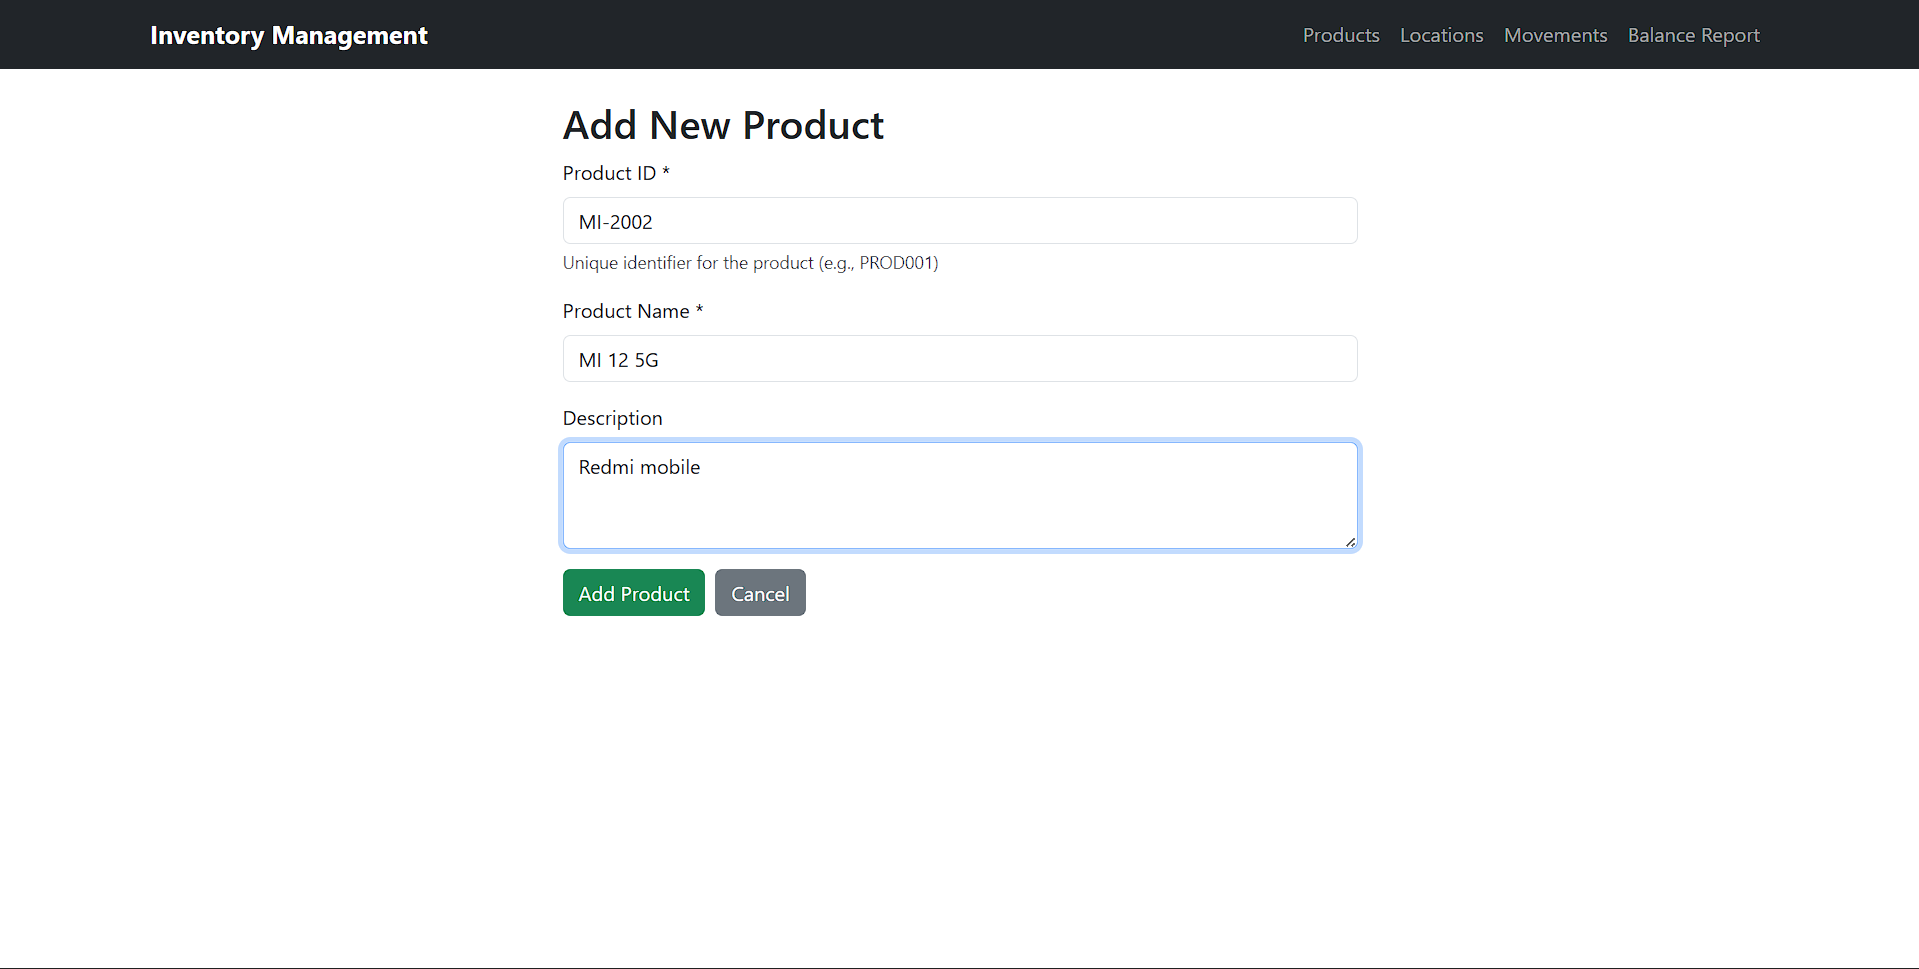 Inventory Management
Products Locations Movements Balance Report
Add New Product
Product ID *
MI-2002
Unique identifier for the product (e.g., PROD001)
Product Name *
MI 12 5G
Description
Redmi mobile
Add Product Cancel